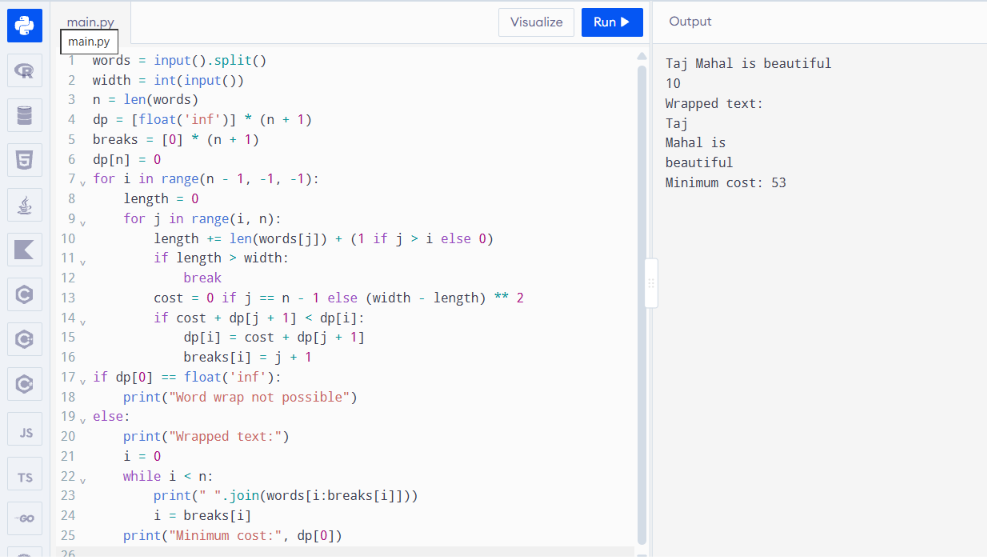 main.py
Visualize
Run
Output
main.py
1 words = input().split()
2 width = int(input())
3 n = len(words)
4 dp = [float('inf')] * (n + 1)
5 breaks = [0] * (n + 1)
6 dp[n] = 0
7 for i in range(n - 1, -1, -1):
8     length = 0
9     for j in range(i, n):
10         length += len(words[j]) + (1 if j > i else 0)
11         if length > width:
12             break
13         cost = 0 if j == n - 1 else (width - length) ** 2
14         if cost + dp[j + 1] < dp[i]:
15             dp[i] = cost + dp[j + 1]
16             breaks[i] = j + 1
17 if dp[0] == float('inf'):
18     print("Word wrap not possible")
19 else:
20     print("Wrapped text:")
21     i = 0
22     while i < n:
23         print(" ".join(words[i:breaks[i]]))
24         i = breaks[i]
25     print("Minimum cost:", dp[0])
26
Taj Mahal is beautiful
10
Wrapped text:
Taj
Mahal is
beautiful
Minimum cost: 53
R
5
C
C
C
JS
TS
GO